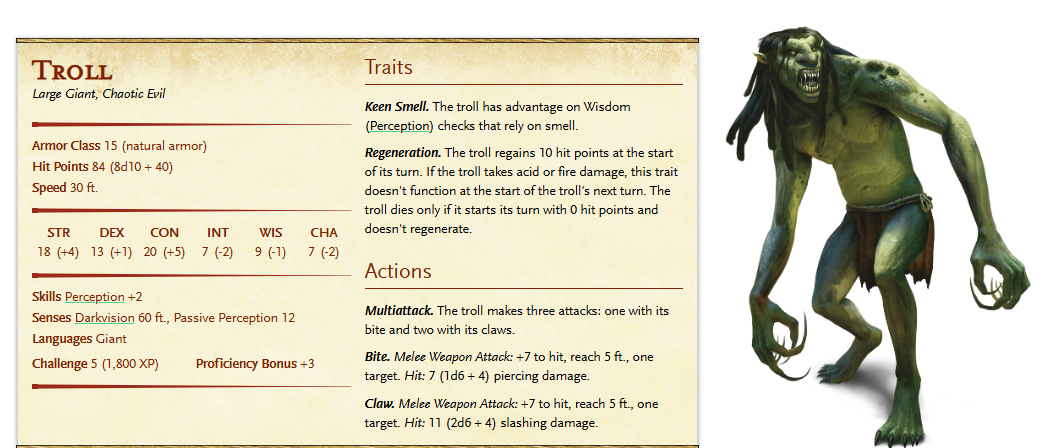 TROLL
Large Giant, Chaotic Evil
Armor Class 15 (natural armor)
Hit Points 84 (8d10 + 40)
Speed 30 ft.
STR DEX CON INT WIS CHA
18 (+4) 13 (+1) 20 (+5) 7 (-2) 9 (-1) 7 (-2)
Skills Perception +2
Senses Darkvision 60 ft., Passive Perception 12
Languages Giant
Challenge 5 (1,800 XP) Proficiency Bonus +3
Traits
Keen Smell. The troll has advantage on Wisdom
(Perception) checks that rely on smell.
Regeneration. The troll regains 10 hit points at the start
of its turn. If the troll takes acid or fire damage, this trait
doesn't function at the start of the troll's next turn. The
troll dies only if it starts its turn with 0 hit points and
doesn't regenerate.
Actions
Multiattack. The troll makes three attacks: one with its
bite and two with its claws.
Bite. Melee Weapon Attack: +7 to hit, reach 5 ft., one
target. Hit: 7 (1d6 + 4) piercing damage.
Claw. Melee Weapon Attack: +7 to hit, reach 5 ft., one
target. Hit: 11 (2d6 + 4) slashing damage.